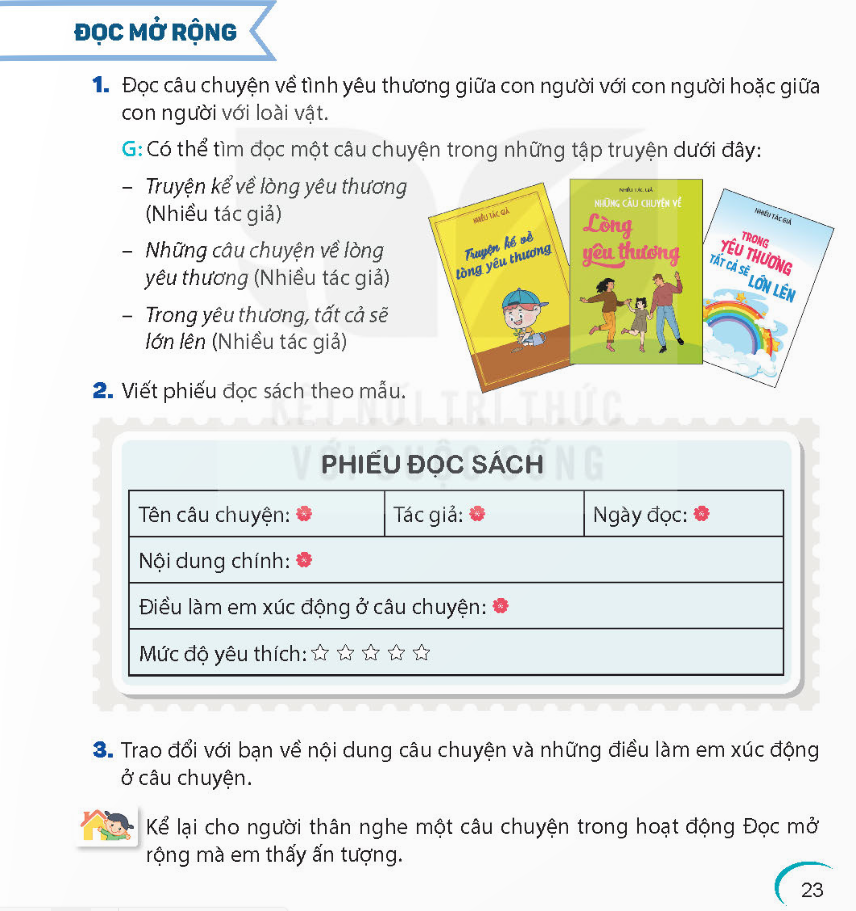 ĐỌC MỞ RỘNG
1. Đọc câu chuyện về tình yêu thương giữa con người với con người hoặc giữa
con người với loài vật.
G: Có thể tìm đọc một câu chuyện trong những tập truyện dưới đây:
– Truyện kể về lòng yêu thương
(Nhiều tác giả)
– Những câu chuyện về lòng
yêu thương (Nhiều tác giả)
– Trong yêu thương, tất cả sẽ
lớn lên (Nhiều tác giả)
NHIỀU TÁC GIẢ
Truyện kể về
lòng yêu thương
NHIỀU TÁC GIẢ
NHỮNG CÂU CHUYỆN VỀ
Lòng
yêu thương
NHIỀU TÁC GIẢ
TRONG
YÊU THƯƠNG
TẤT CẢ SẼ
LỚN LÊN
2. Viết phiếu đọc sách theo mẫu.
KẾT NỐI TRI THỨC
VỚI CUỘC SỐNG
PHIẾU ĐỌC SÁCH
Tên câu chuyện: Tác giả: Ngày đọc:
Nội dung chính:
Điều làm em xúc động ở câu chuyện:
Mức độ yêu thích: ☆ ☆ ☆ ☆ ☆
3. Trao đổi với bạn về nội dung câu chuyện và những điều làm em xúc động
ở câu chuyện.
Kể lại cho người thân nghe một câu chuyện trong hoạt động Đọc mở
rộng mà em thấy ấn tượng.
23